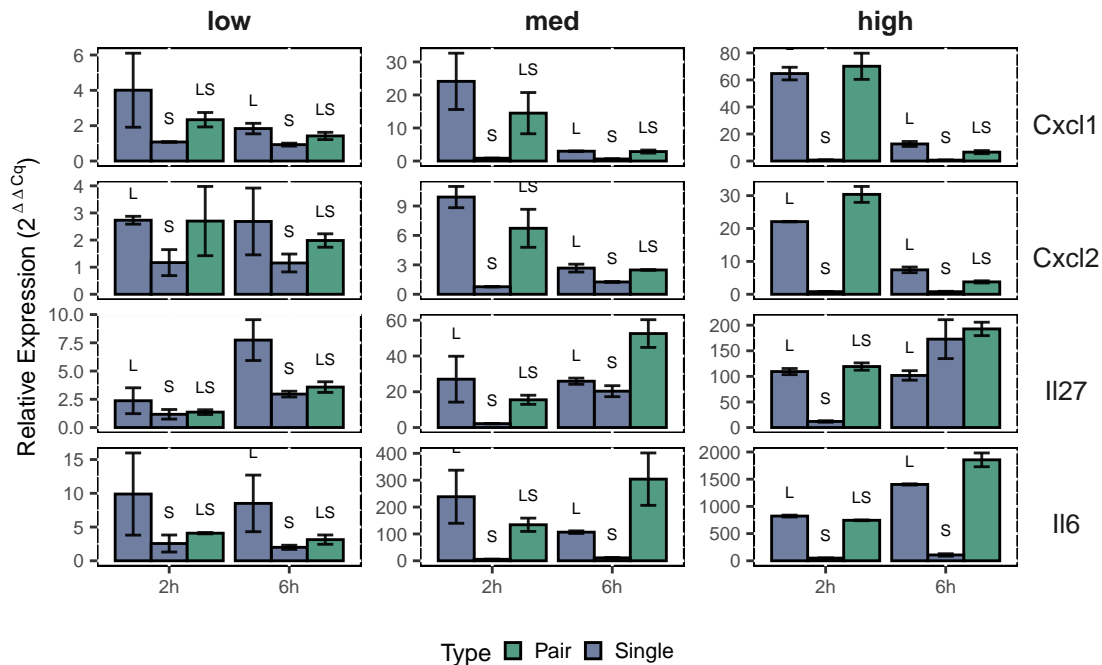 low med high
6 4 2 0 L S LS S LS
30 20 10 0 S LS L S LS
80 60 40 20 0 S L S LS
Cxcl1
4 3 2 1 0 L S S LS
9 6 3 0 S LS L S LS
30 20 10 0 L S L S LS
Cxcl2
10.0 7.5 5.0 2.5 0.0 L S LS S LS
60 40 20 0 L S LS L S
200 150 100 50 0 L S LS L
Il27
15 10 5 0 S LS L S LS
400 300 200 100 0 L S LS L S
2000 1500 1000 500 0 L S LS S
Il6
Relative Expression (2^ΔΔCq)
2h 6h 2h 6h 2h 6h
Type Pair Single